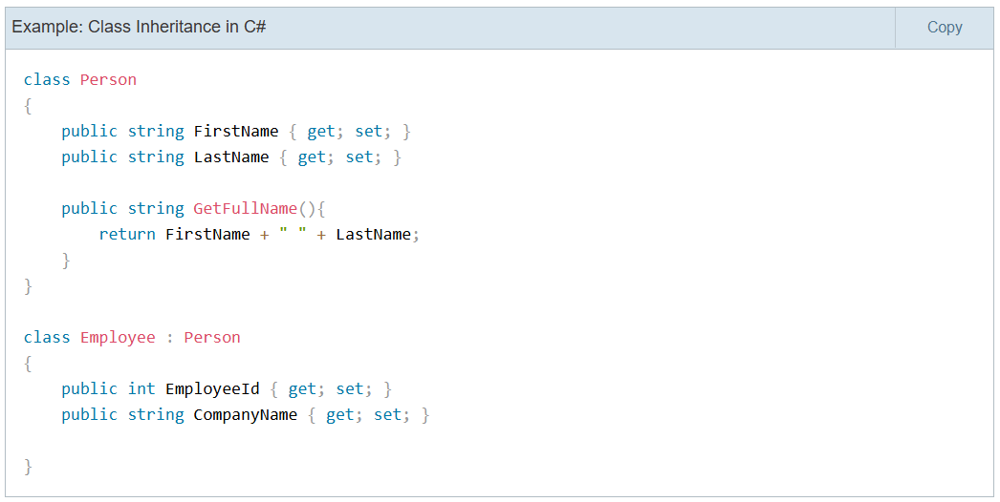 Example: Class Inheritance in C#
Copy
class Person
{
    public string FirstName { get; set; }
    public string LastName { get; set; }

    public string GetFullName(){
        return FirstName + " " + LastName;
    }
}

class Employee : Person
{
    public int EmployeeId { get; set; }
    public string CompanyName { get; set; }

}